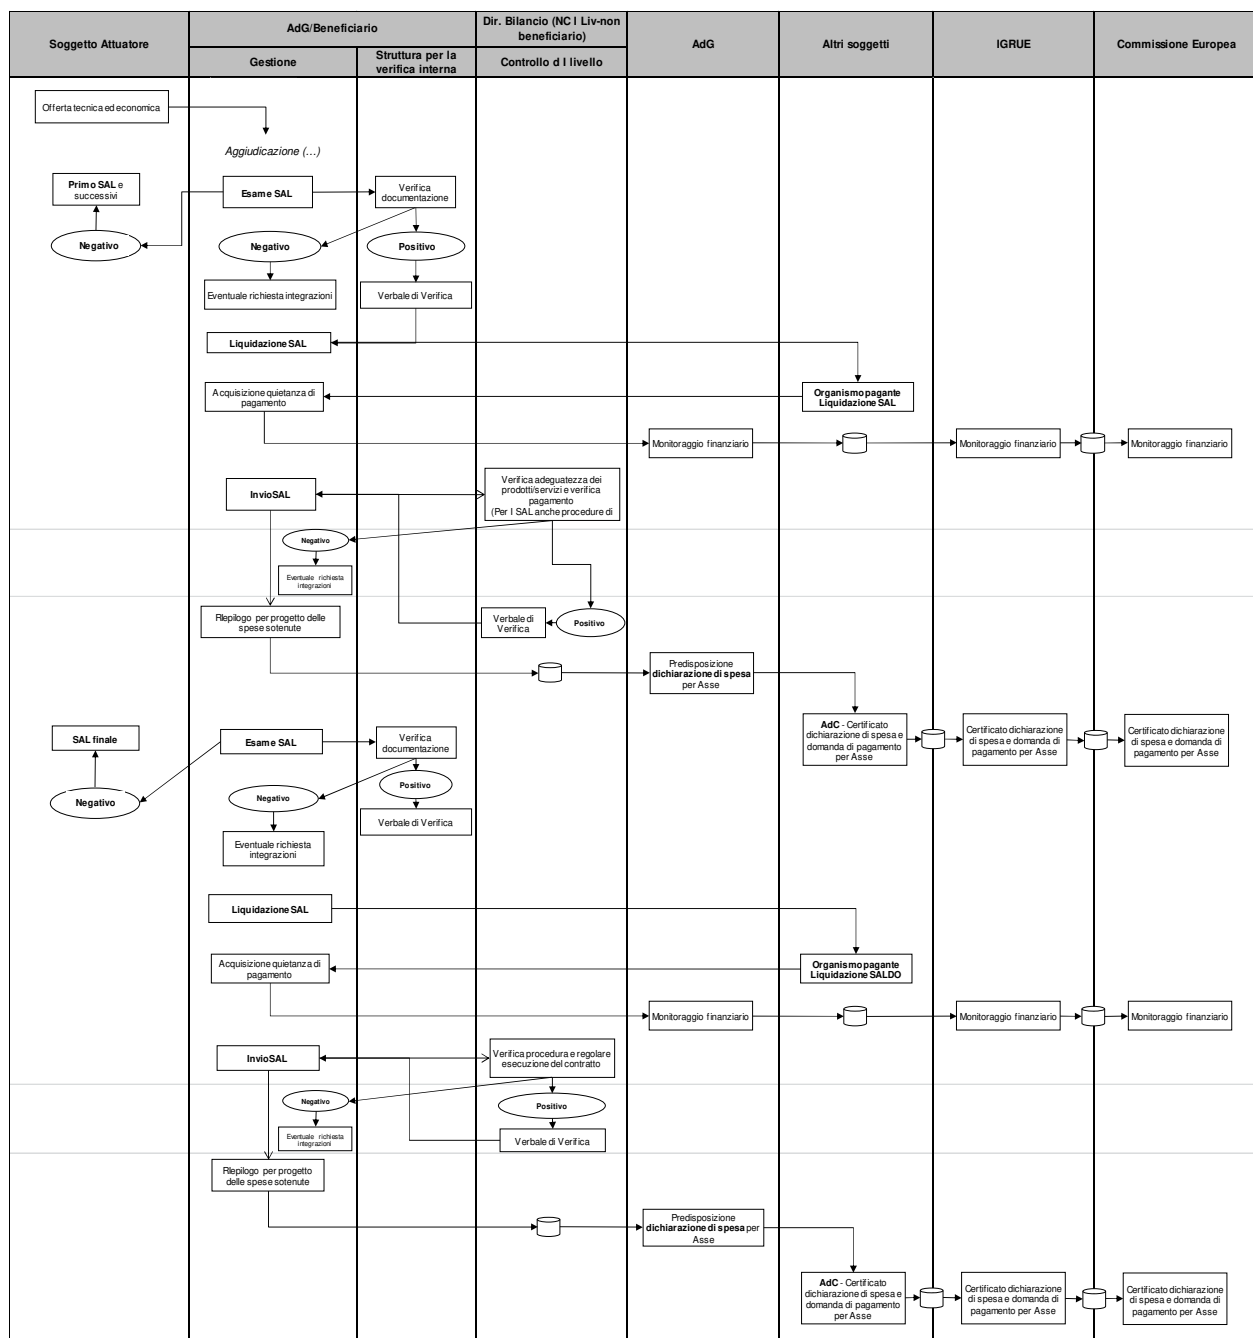 Soggetto Attuatore
AdG/Beneficiario
Dir. Bilancio (NC I Liv-non
beneficiario)
AdG
Altri soggetti
IGRUE
Commissione Europea
Gestione
Struttura per la
verifica interna
Controllo d I livello
Offerta tecnica ed economica
Aggiudicazione (...)
Primo SAL e
successivi
Esame SAL
Verifica
documentazione
Negativo
Negativo
Positivo
Eventuale richiesta integrazioni
Verbale di Verifica
Liquidazione SAL
Acquisizione quietanza di
pagamento
Organismo pagante
Liquidazione SAL
Monitoraggio finanziario
Monitoraggio finanziario
Monitoraggio finanziario
Invio SAL
Verifica adeguatezza dei
prodotti/servizi e verifica
pagamento
(Per I SAL anche procedure di
Negativo
Eventuale richiesta
integrazioni
RIepilogo per progetto delle
spese sotenute
Verbale di
Verifica
Positivo
Predisposizione
dichiarazione di spesa
per Asse
SAL finale
Esame SAL
Verifica
documentazione
AdC - Certificato
dichiarazione di spesa e
domanda di pagamento
per Asse
Certificato dichiarazione
di spesa e domanda di
pagamento per Asse
Certificato dichiarazione
di spesa e domanda di
pagamento per Asse
Negativo
Negativo
Positivo
Verbale di Verifica
Eventuale richiesta
integrazioni
Liquidazione SAL
Acquisizione quietanza di
pagamento
Organismo pagante
Liquidazione SALDO
Monitoraggio finanziario
Monitoraggio finanziario
Monitoraggio finanziario
Invio SAL
Verifica procedura e regolare
esecuzione del contratto
Negativo
Positivo
Eventuale richiesta
integrazioni
Verbale di Verifica
RIepilogo per progetto
delle spese sotenute
Predisposizione
dichiarazione di spesa per
Asse
AdC - Certificato
dichiarazione di spesa e
domanda di pagamento
per Asse
Certificato dichiarazione
di spesa e domanda di
pagamento per Asse
Certificato dichiarazione
di spesa e domanda di
pagamento per Asse